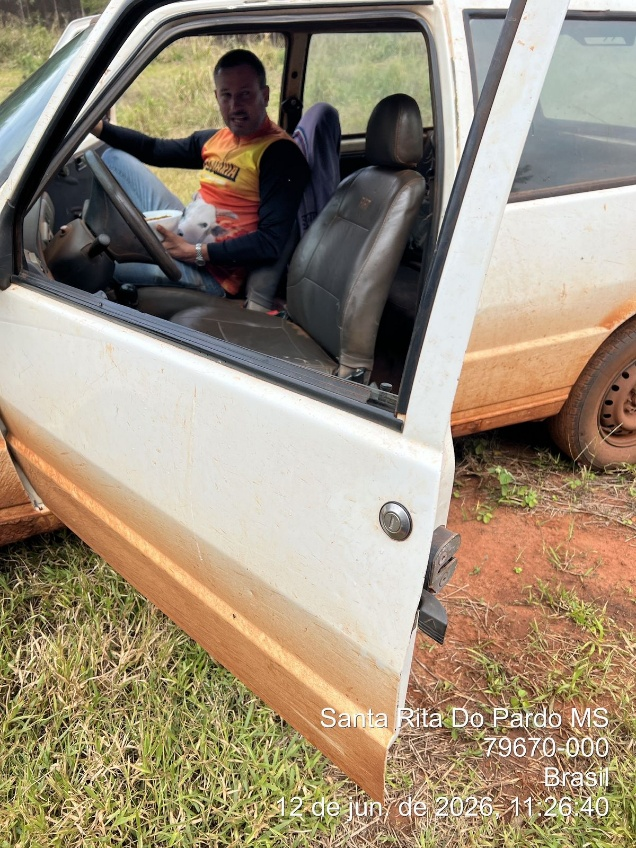 Santa Rita Do Pardo MS
79670-000
Brasil
12 de jun. de 2026, 11:26:40